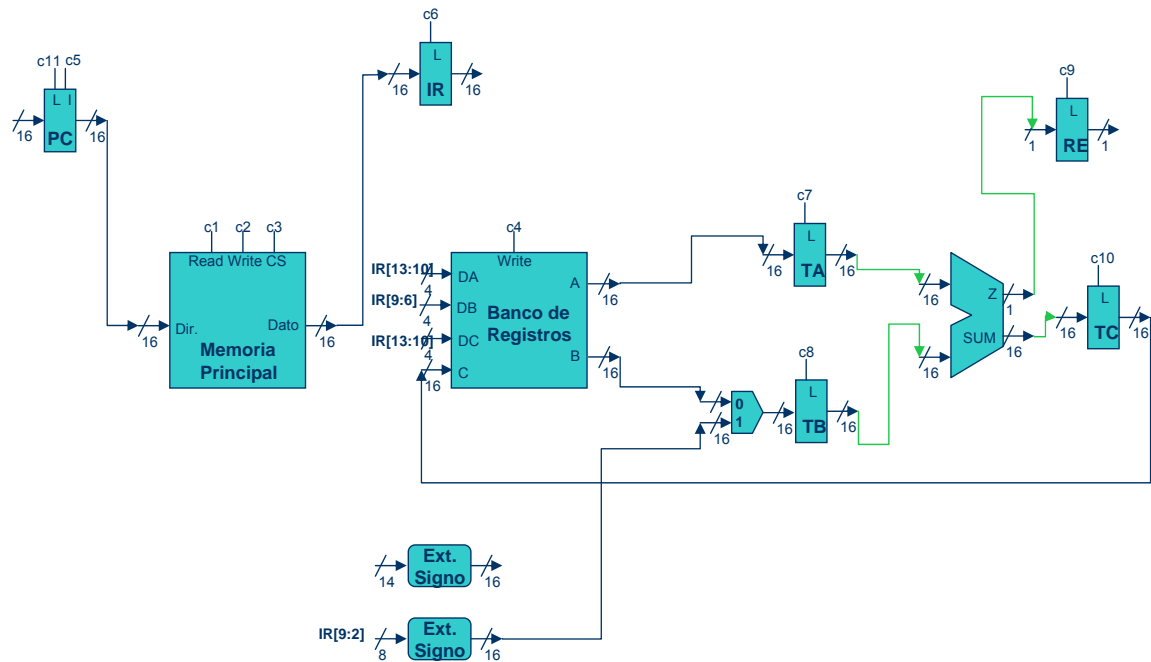 c6
L
16
IR
16
c11 c5
L I
16
PC
16
c9
L
1
RE
1
c1 c2 c3
Read Write CS
Dir.
16
Dato
16
Memoria
Principal
c4
Write
IR[13:10]
4
DA
IR[9:6]
4
DB
IR[13:10]
4
DC
16
C
Banco de
Registros
A
16
B
16
c7
L
16
TA
16
0
1
16
16
c8
L
TB
16
16
16
Z
1
SUM
16
c10
L
16
TC
16
14
Ext.
Signo
16
IR[9:2]
8
Ext.
Signo
16